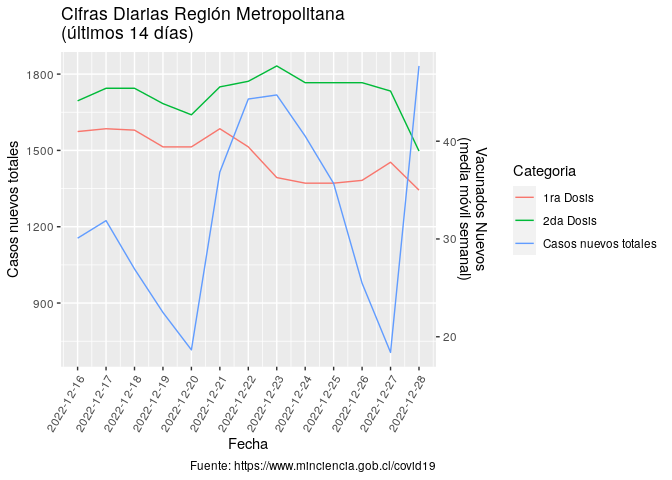 Cifras Diarias Región Metropolitana
(últimos 14 días)
Casos nuevos totales
1800
1500
1200
900
40
30
20
Vacunados Nuevos
(media móvil semanal)
2022-12-16
2022-12-17
2022-12-18
2022-12-19
2022-12-20
2022-12-21
2022-12-22
2022-12-23
2022-12-24
2022-12-25
2022-12-26
2022-12-27
2022-12-28
Fecha
Categoria
1ra Dosis
2da Dosis
Casos nuevos totales
Fuente: https://www.minciencia.gob.cl/covid19